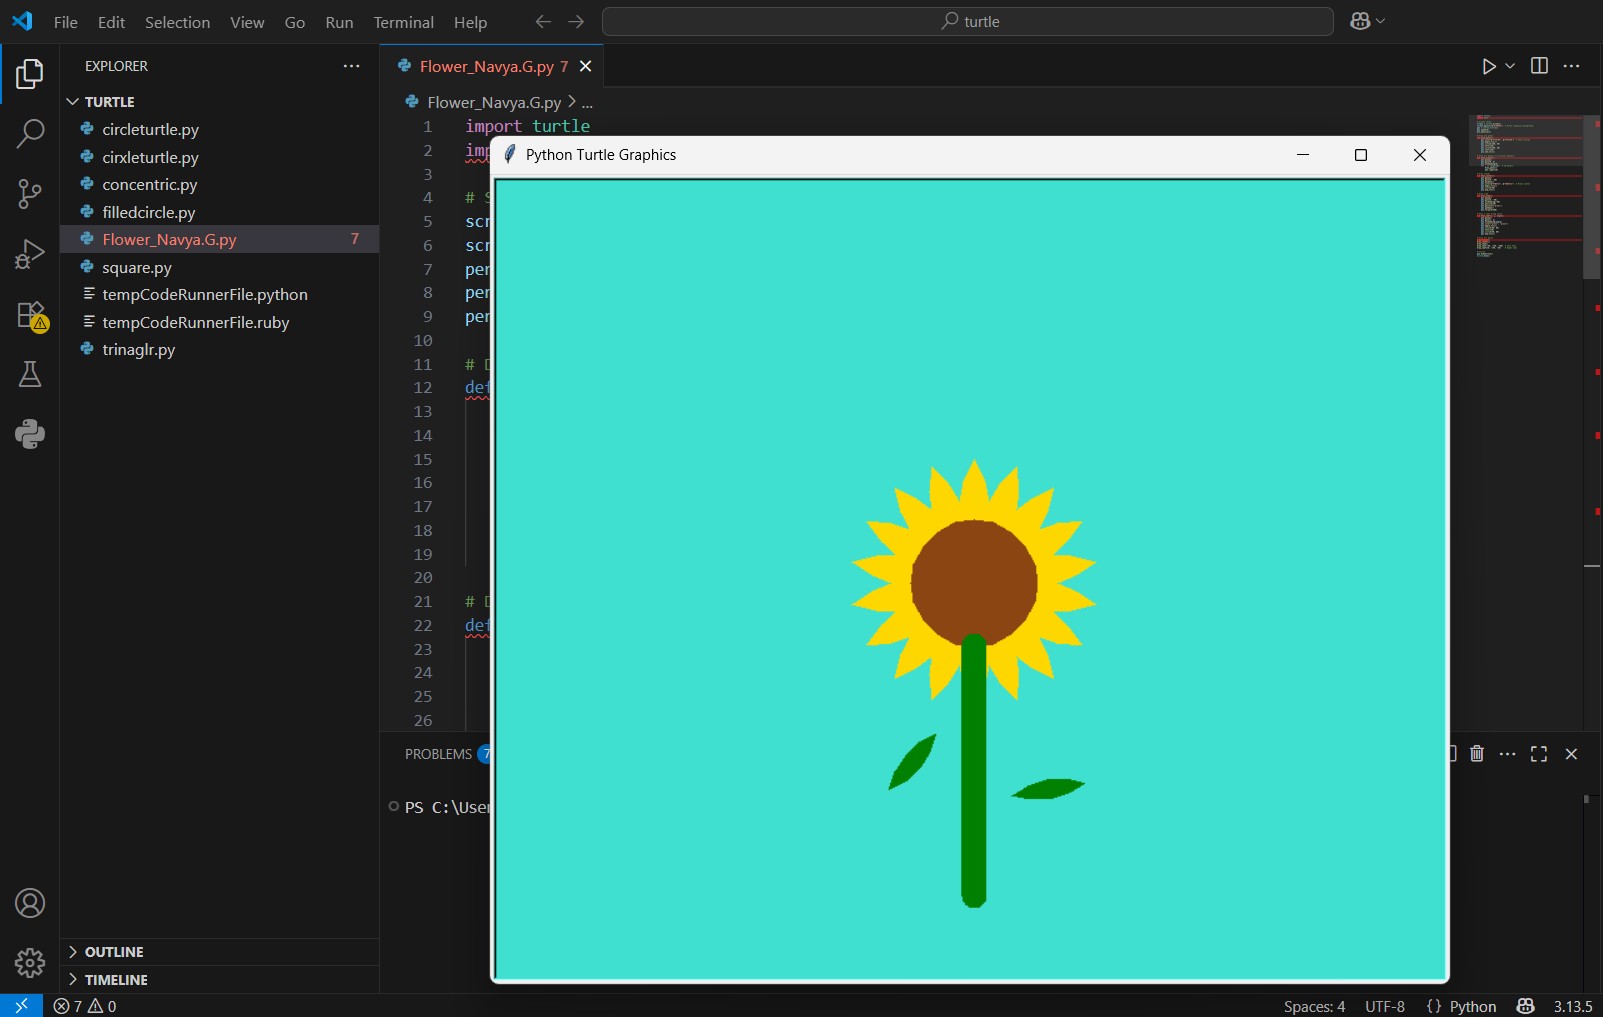 File Edit Selection View Go Run Terminal Help
turtle
EXPLORER
TURTLE
circleturtle.py
cirxleturtle.py
concentric.py
filledcircle.py
Flower_Navya.G.py 7
square.py
tempCodeRunnerFile.python
tempCodeRunnerFile.ruby
trinaglr.py
OUTLINE
TIMELINE
Flower_Navya.G.py 7
Flower_Navya.G.py > ...
1 import turtle
2 imp
3
4 # S
5 scr
6 scr
7 per
8 per
9 per
10
11 # D
12 def
13
14
15
16
17
18
19
20
21 # D
22 def
23
24
25
26
Python Turtle Graphics
PROBLEMS 7
PS C:\User
7 0
Spaces: 4 UTF-8 {} Python 3.13.5